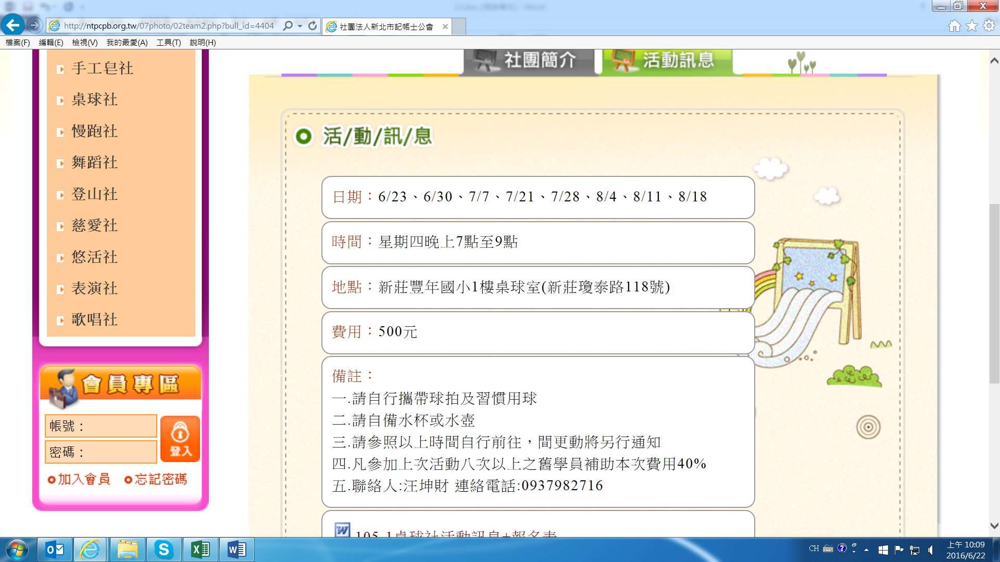 http://ntpcpb.org.tw/07photo/02team2.php?bull_id=4404
社團法人新北市記帳士公會
檔案(F) 編輯(E) 檢視(V) 我的最愛(A) 工具(T) 說明(H)
手工皂社
桌球社
慢跑社
舞蹈社
登山社
慈愛社
悠活社
表演社
歌唱社
會員專區
帳號：
密碼：
登入
加入會員 忘記密碼
社團簡介 活動訊息
活/動/訊/息
日期：6/23、6/30、7/7、7/21、7/28、8/4、8/11、8/18
時間：星期四晚上7點至9點
地點：新莊豐年國小1樓桌球室(新莊瓊泰路118號)
費用：500元
備註：
一.請自行攜帶球拍及習慣用球
二.請自備水杯或水壺
三.請參照以上時間自行前往，間更動將另行通知
四.凡參加上次活動八次以上之舊學員補助本次費用40%
五.聯絡人:汪坤財 連絡電話:0937982716
105-1桌球社活動訊息+報名表
CH
上午 10:09
2016/6/22